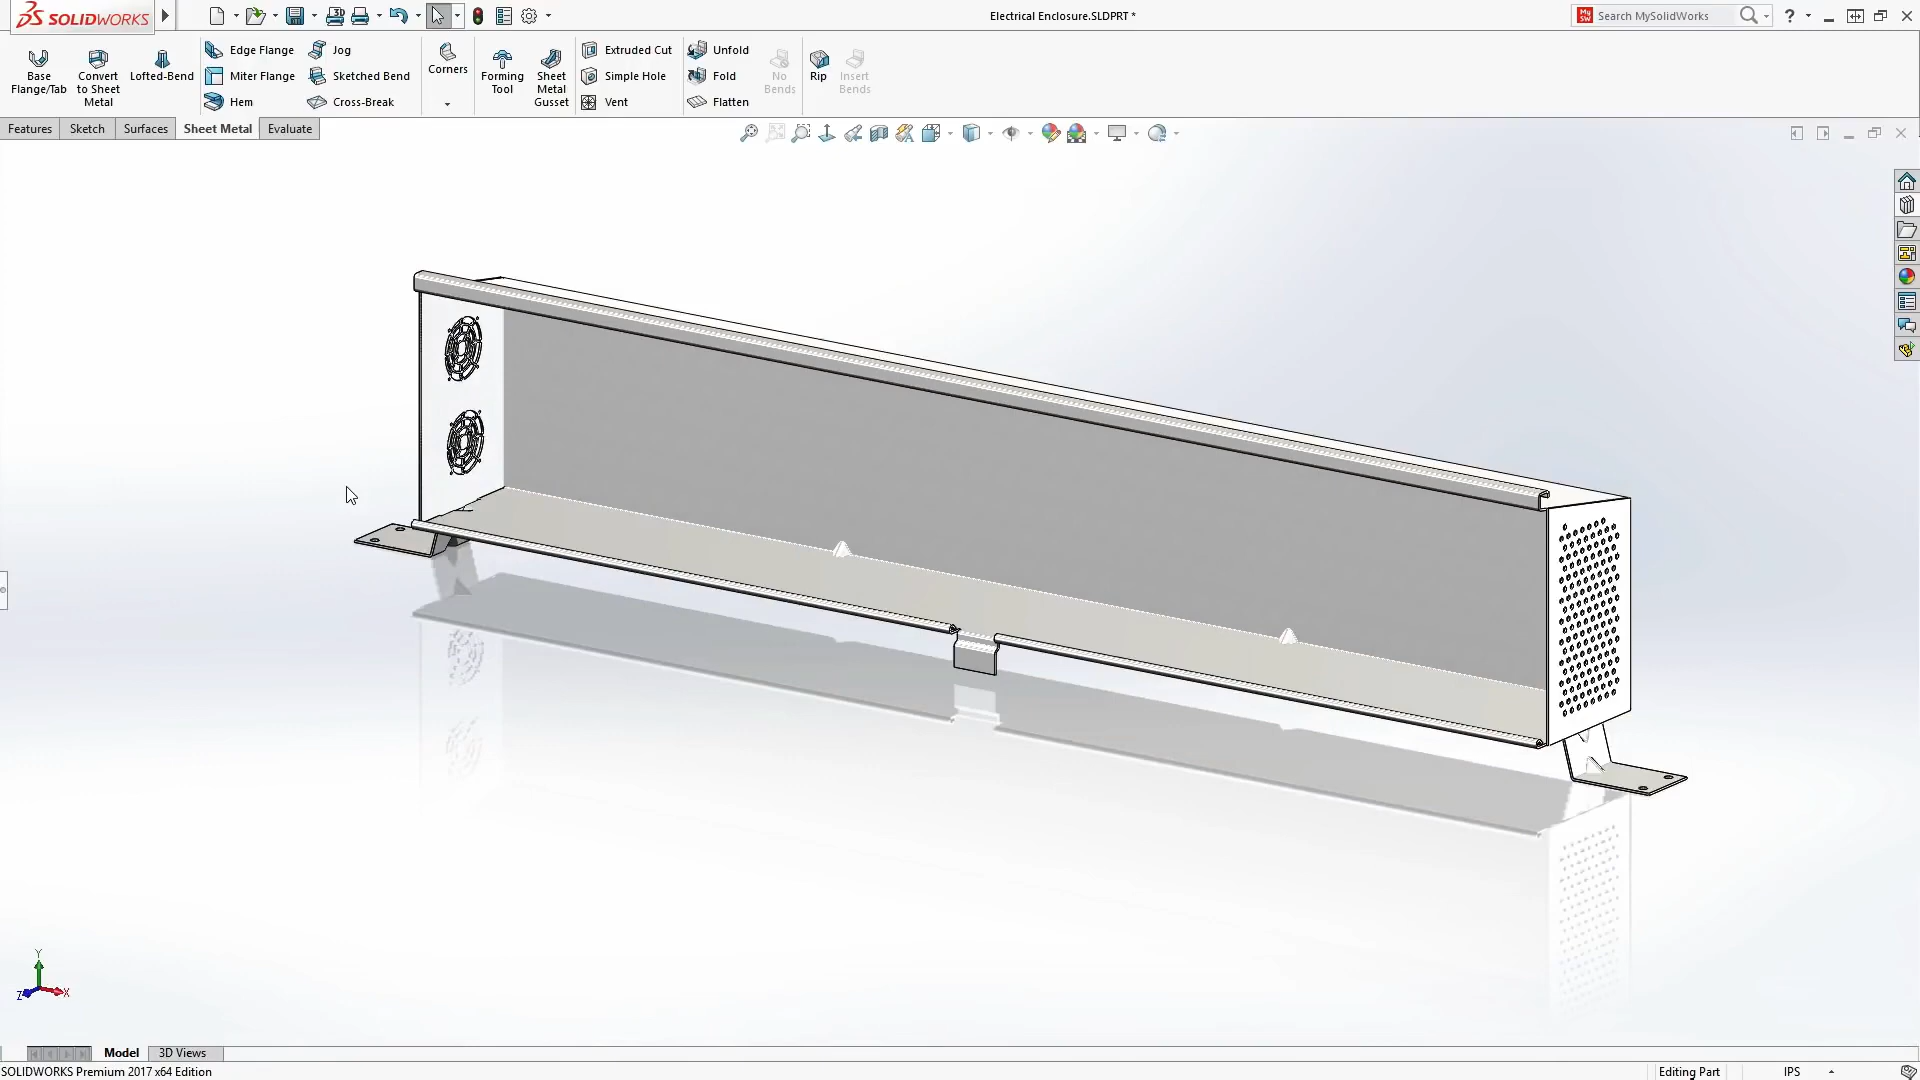 SOLIDWORKS
Electrical Enclosure.SLDPRT *
Search MySolidWorks
Base
Flange/Tab
Convert
to Sheet
Metal
Lofted-Bend
Edge Flange
Miter Flange
Hem
Jog
Sketched Bend
Cross-Break
Corners
Forming
Tool
Sheet
Metal
Gusset
Extruded Cut
Simple Hole
Vent
Unfold
Fold
Flatten
No
Bends
Rip
Insert
Bends
Features
Sketch
Surfaces
Sheet Metal
Evaluate
Y
Z
X
Model
3D Views
SOLIDWORKS Premium 2017 x64 Edition
Editing Part
IPS